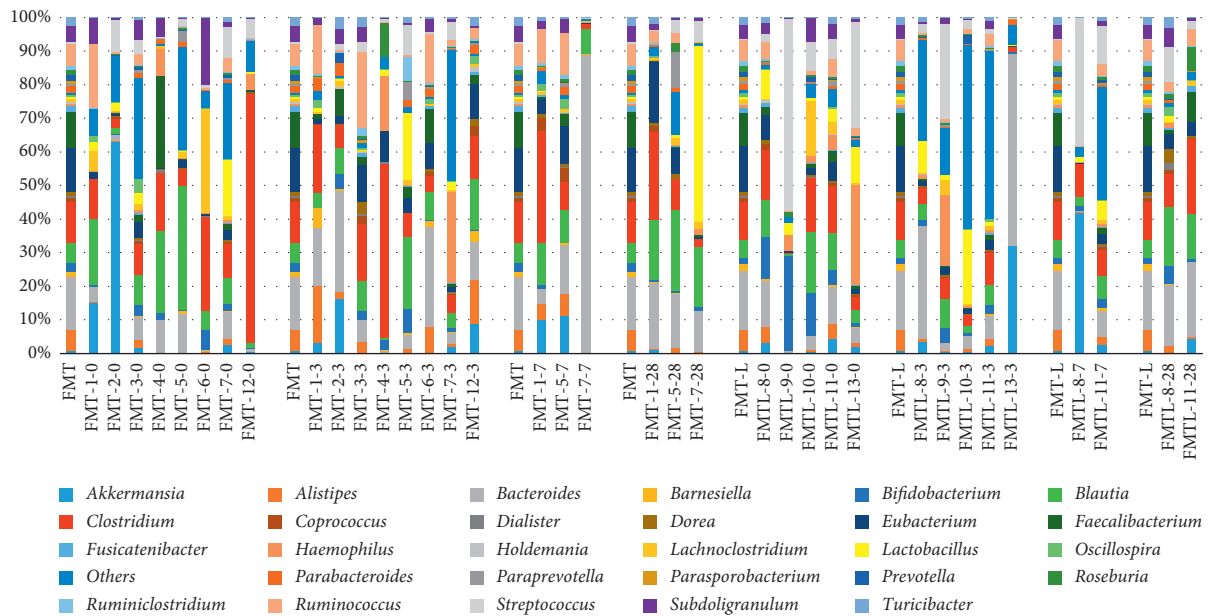 100%
90%
80%
70%
60%
50%
40%
30%
20%
10%
0%
FMT
FMT-1-0
FMT-2-0
FMT-3-0
FMT-4-0
FMT-5-0
FMT-6-0
FMT-7-0
FMT-12-0
FMT
FMT-1-3
FMT-2-3
FMT-3-3
FMT-4-3
FMT-5-3
FMT-6-3
FMT-7-3
FMT-12-3
FMT
FMT-1-7
FMT-5-7
FMT-7-7
FMT
FMT-1-28
FMT-5-28
FMT-7-28
FMT-L
FMTL-8-0
FMTL-9-0
FMTL-10-0
FMTL-11-0
FMTL-13-0
FMT-L
FMTL-8-3
FMTL-9-3
FMTL-10-3
FMTL-11-3
FMTL-13-3
FMT-L
FMTL-8-7
FMTL-11-7
FMT-L
FMTL-8-28
FMTL-11-28
Akkermansia Alistipes Bacteroides Barnesiella Bifidobacterium Blautia
Clostridium Coprococcus Dialister Dorea Eubacterium Faecalibacterium
Fusicatenibacter Haemophilus Holdemania Lachnoclostridium Lactobacillus Oscillospira
Others Parabacteroides Paraprevotella Parasporobacterium Prevotella Roseburia
Ruminiclostridium Ruminococcus Streptococcus Subdoligranulum Turicibacter